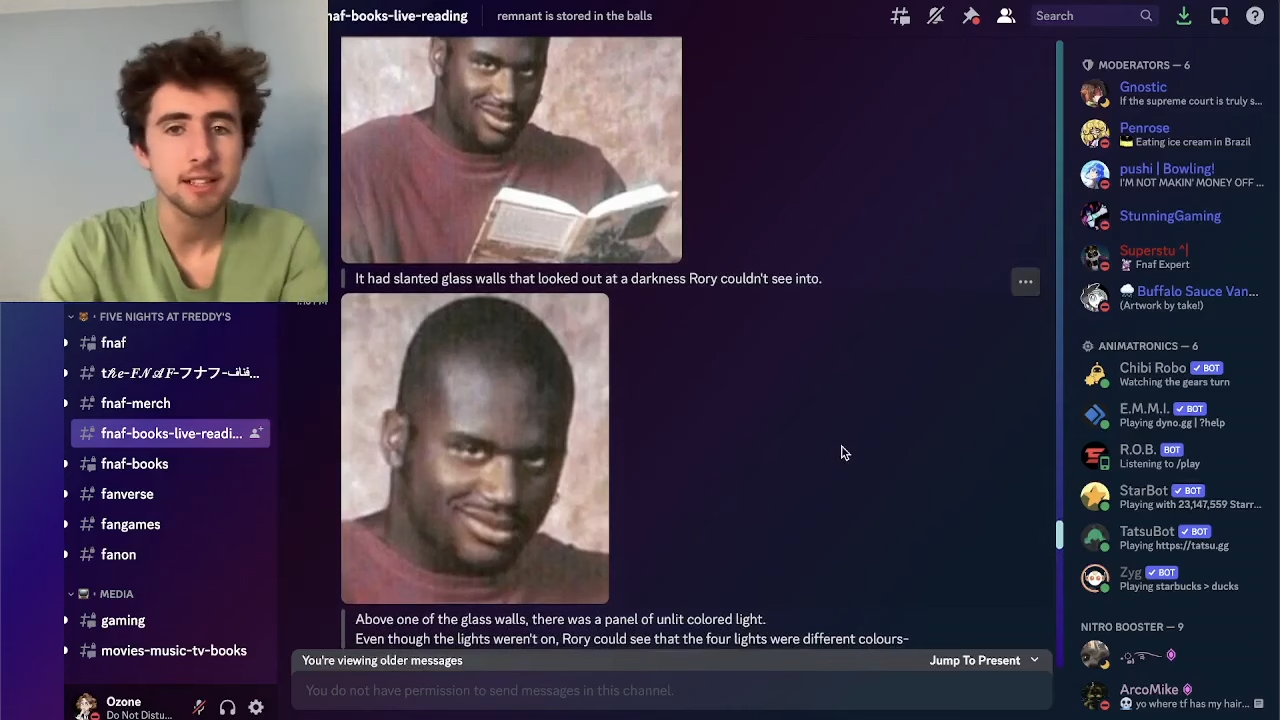 naf-books-live-reading
remnant is stored in the balls
Search
It had slanted glass walls that looked out at a darkness Rory couldn't see into.
Above one of the glass walls, there was a panel of unlit colored light.
Even though the lights weren't on, Rory could see that the four lights were different colours-
You're viewing older messages
Jump To Present
You do not have permission to send messages in this channel.
FIVE NIGHTS AT FREDDY'S
fnaf
t𝒽𝑒-𝐹𝒩𝒜𝐹-フナフ-فناف...
fnaf-merch
fnaf-books-live-readi...
fnaf-books
fanverse
fangames
fanon
MEDIA
gaming
movies-music-tv-books
Ozone
Do Not Distu...
MODERATORS — 6
Gnostic
If the supreme court is truly s...
Penrose
Eating ice cream in Brazil
pushi | Bowling!
I'M NOT MAKIN' MONEY OFF ...
StunningGaming
Superstu ^|
Fnaf Expert
Buffalo Sauce Van...
(Artwork by take!)
ANIMATRONICS — 6
Chibi Robo BOT
Watching the gears turn
E.M.M.I. BOT
Playing dyno.gg | ?help
R.O.B. BOT
Listening to /play
StarBot BOT
Playing with 23,147,559 Starr...
TatsuBot BOT
Playing https://tatsu.gg
Zyg BOT
Playing starbucks > ducks
NITRO BOOSTER — 9
ArcoMike
yo where tf has my hair...